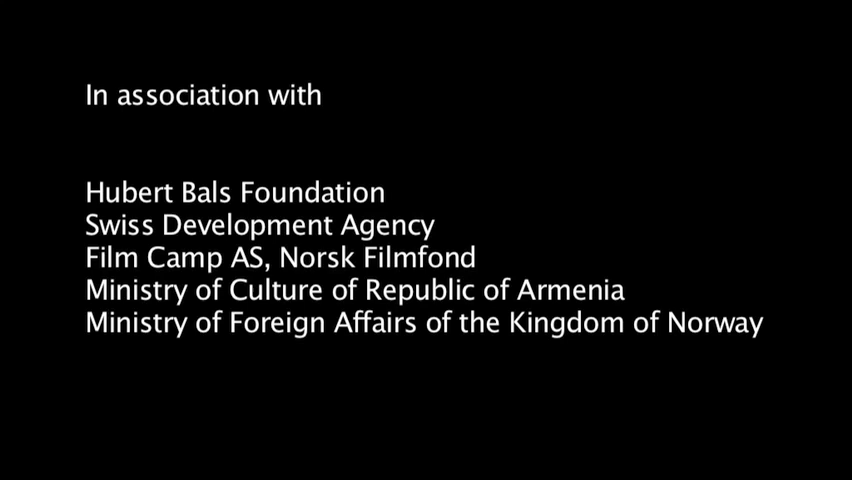 In association with
Hubert Bals Foundation
Swiss Development Agency
Film Camp AS, Norsk Filmfond
Ministry of Culture of Republic of Armenia
Ministry of Foreign Affairs of the Kingdom of Norway